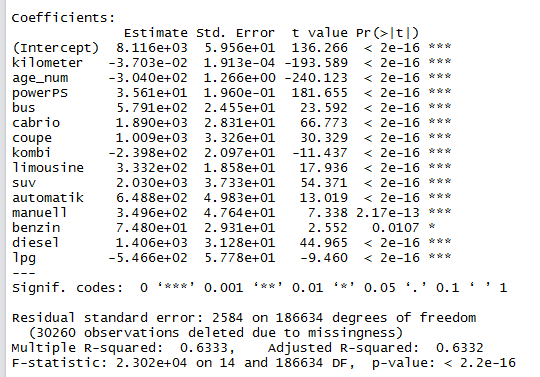 Coefficients:
              Estimate Std. Error  t value Pr(>|t|)
(Intercept)  8.116e+03  5.956e+01  136.266  < 2e-16 ***
kilometer   -3.703e-02  1.913e-04 -193.589  < 2e-16 ***
age_num     -3.040e+02  1.266e+00 -240.123  < 2e-16 ***
powerPS      3.561e+01  1.960e-01  181.655  < 2e-16 ***
bus          5.791e+02  2.455e+01   23.592  < 2e-16 ***
cabrio       1.890e+03  2.831e+01   66.773  < 2e-16 ***
coupe        1.009e+03  3.326e+01   30.329  < 2e-16 ***
kombi       -2.398e+02  2.097e+01  -11.437  < 2e-16 ***
limousine    3.332e+02  1.858e+01   17.936  < 2e-16 ***
suv          2.030e+03  3.733e+01   54.371  < 2e-16 ***
automatik    6.488e+02  4.983e+01   13.019  < 2e-16 ***
manuell      3.496e+02  4.764e+01    7.338 2.17e-13 ***
benzin       7.480e+01  2.931e+01    2.552   0.0107 *
diesel       1.406e+03  3.128e+01   44.965  < 2e-16 ***
lpg         -5.466e+02  5.778e+01   -9.460  < 2e-16 ***
---
Signif. codes:  0 ‘***’ 0.001 ‘**’ 0.01 ‘*’ 0.05 ‘.’ 0.1 ‘ ’ 1
Residual standard error: 2584 on 186634 degrees of freedom
  (30260 observations deleted due to missingness)
Multiple R-squared:  0.6333,    Adjusted R-squared:  0.6332
F-statistic: 2.302e+04 on 14 and 186634 DF,  p-value: < 2.2e-16